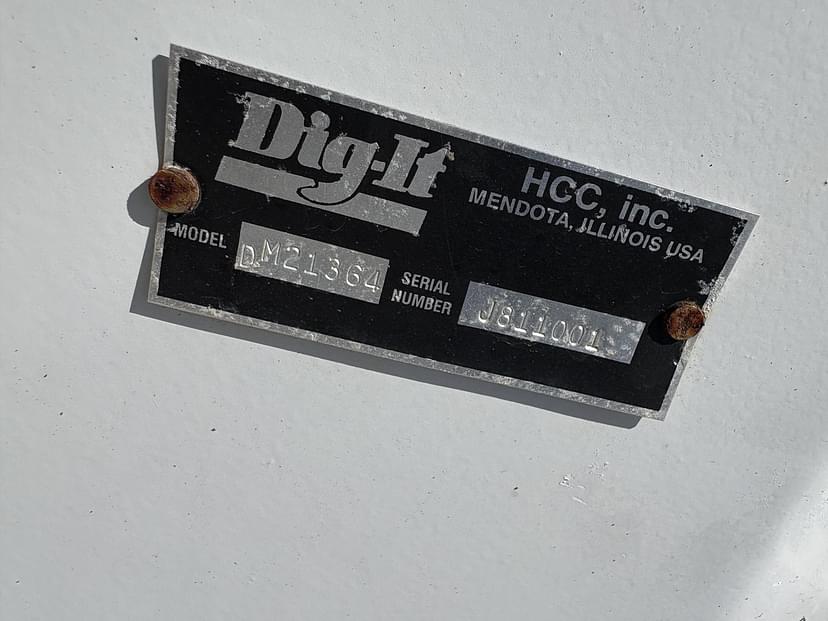 Dig-It
HCC, inc.
MENDOTA, ILLINOIS USA
MODEL DM21364
SERIAL NUMBER J811001